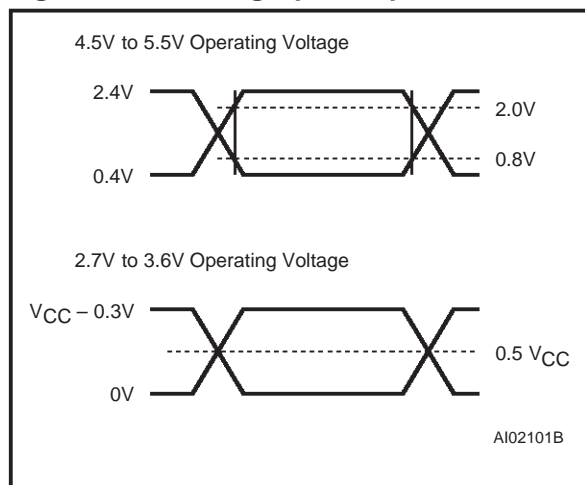 4.5V to 5.5V Operating Voltage
2.4V
2.0V
0.8V
0.4V
2.7V to 3.6V Operating Voltage
VCC – 0.3V
0.5 VCC
0V
AI02101B